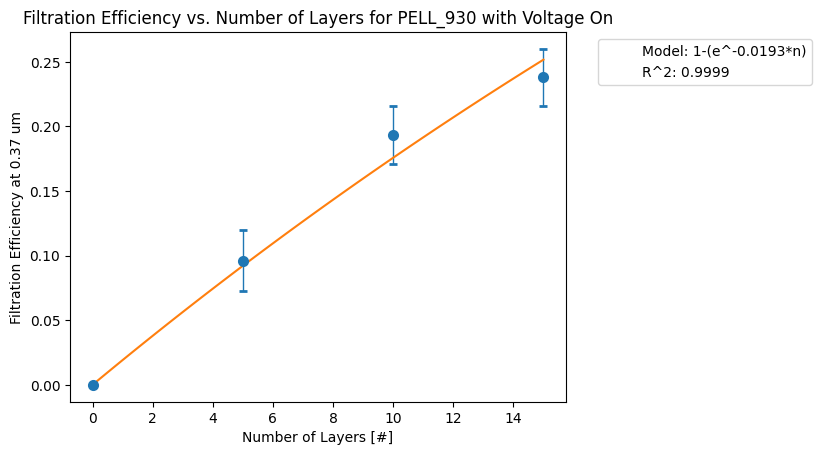 Filtration Efficiency vs. Number of Layers for PELL_930 with Voltage On
Model: 1-(e^-0.0193*n)
R^2: 0.9999
Filtration Efficiency at 0.37 um
0.25
0.20
0.15
0.10
0.05
0.00
0 2 4 6 8 10 12 14
Number of Layers [#]